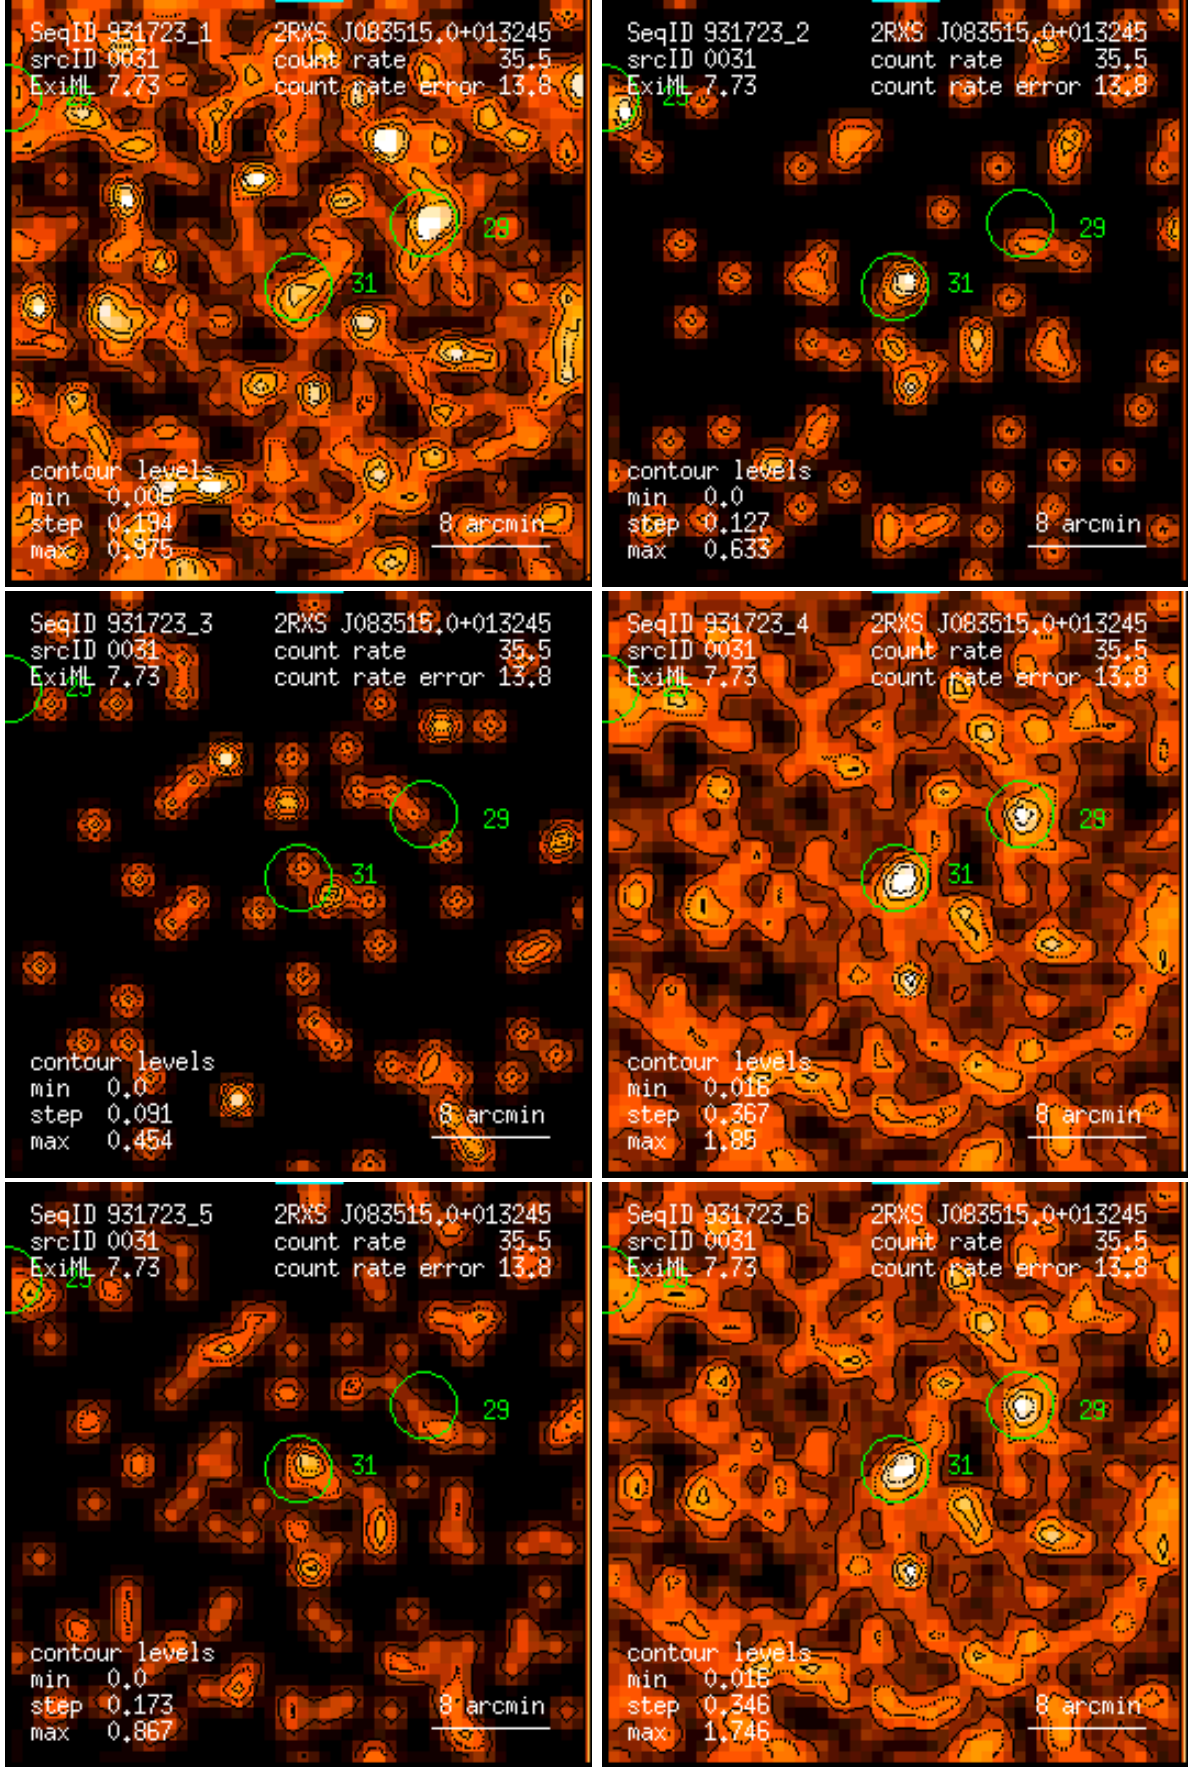 SeqID 931723_1 2RXS J083515.0+013245
srcID 0031 count rate 35.5
ExiML 7.73 count rate error 13.8
25
29
31
contour levels
min 0.006
step 0.194
max 0.975
8 arcmin
SeqID 931723_2 2RXS J083515.0+013245
srcID 0031 count rate 35.5
ExiML 7.73 count rate error 13.8
25
29
31
contour levels
min 0.0
step 0.127
max 0.633
8 arcmin
SeqID 931723_3 2RXS J083515.0+013245
srcID 0031 count rate 35.5
ExiML 7.73 count rate error 13.8
25
29
31
contour levels
min 0.0
step 0.091
max 0.454
8 arcmin
SeqID 931723_4 2RXS J083515.0+013245
srcID 0031 count rate 35.5
ExiML 7.73 count rate error 13.8
25
29
31
contour levels
min 0.016
step 0.367
max 1.85
8 arcmin
SeqID 931723_5 2RXS J083515.0+013245
srcID 0031 count rate 35.5
ExiML 7.73 count rate error 13.8
25
29
31
contour levels
min 0.0
step 0.173
max 0.867
8 arcmin
SeqID 931723_6 2RXS J083515.0+013245
srcID 0031 count rate 35.5
ExiML 7.73 count rate error 13.8
25
29
31
contour levels
min 0.016
step 0.346
max 1.746
8 arcmin